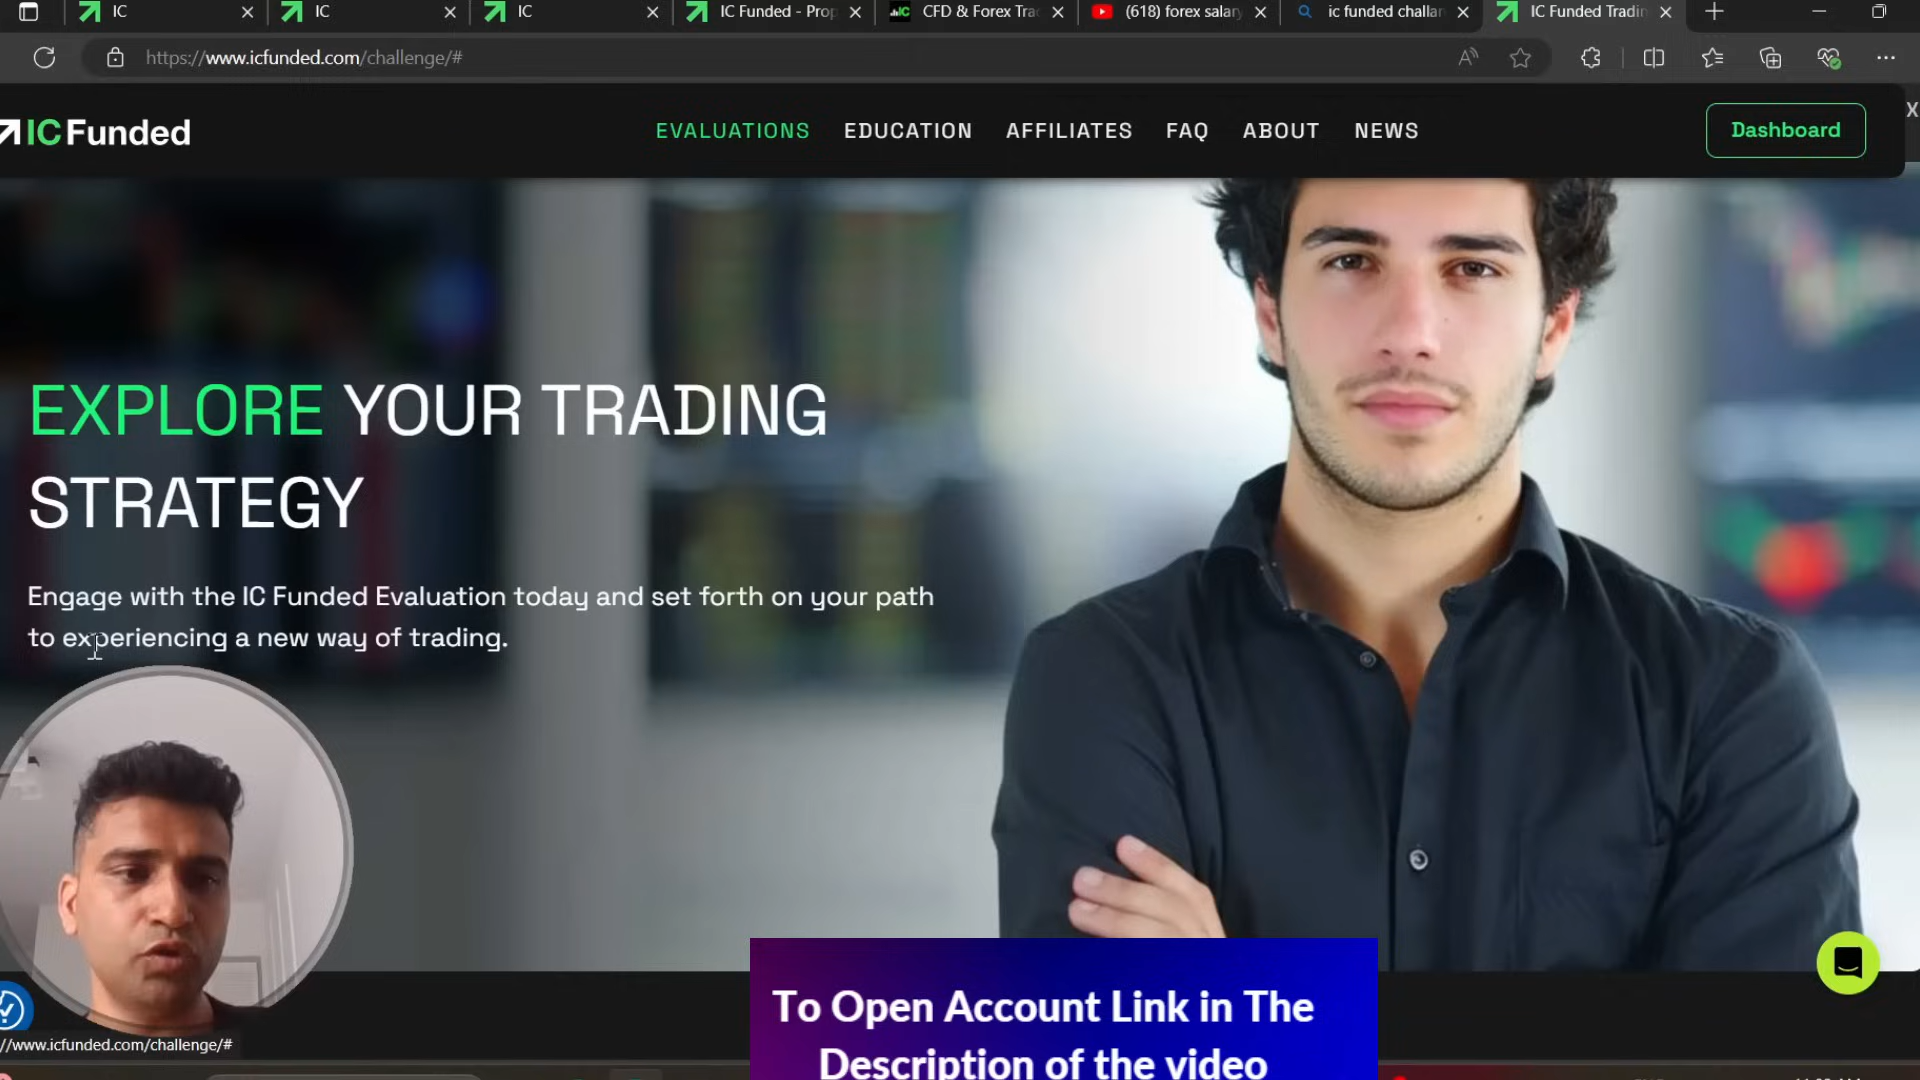 IC
IC
IC
IC Funded - Prop
CFD & Forex Tra
(618) forex salary
ic funded challan
IC Funded Tradin
https://www.icfunded.com/challenge/#
IC Funded
EVALUATIONS
EDUCATION
AFFILIATES
FAQ
ABOUT
NEWS
Dashboard
X
EXPLORE YOUR TRADING
STRATEGY
Engage with the IC Funded Evaluation today and set forth on your path
to experiencing a new way of trading.
To Open Account Link in The
Description of the video
//www.icfunded.com/challenge/#